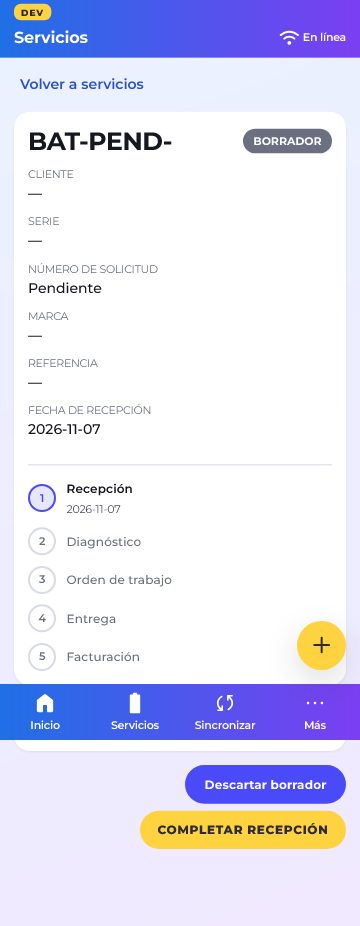 DEV
Servicios
En línea
Volver a servicios
BAT-PEND-
BORRADOR
CLIENTE
—
SERIE
—
NÚMERO DE SOLICITUD
Pendiente
MARCA
—
REFERENCIA
—
FECHA DE RECEPCIÓN
2026-11-07
1
Recepción
2026-11-07
2
Diagnóstico
3
Orden de trabajo
4
Entrega
5
Facturación
Inicio
Servicios
Sincronizar
Más
Descartar borrador
COMPLETAR RECEPCIÓN